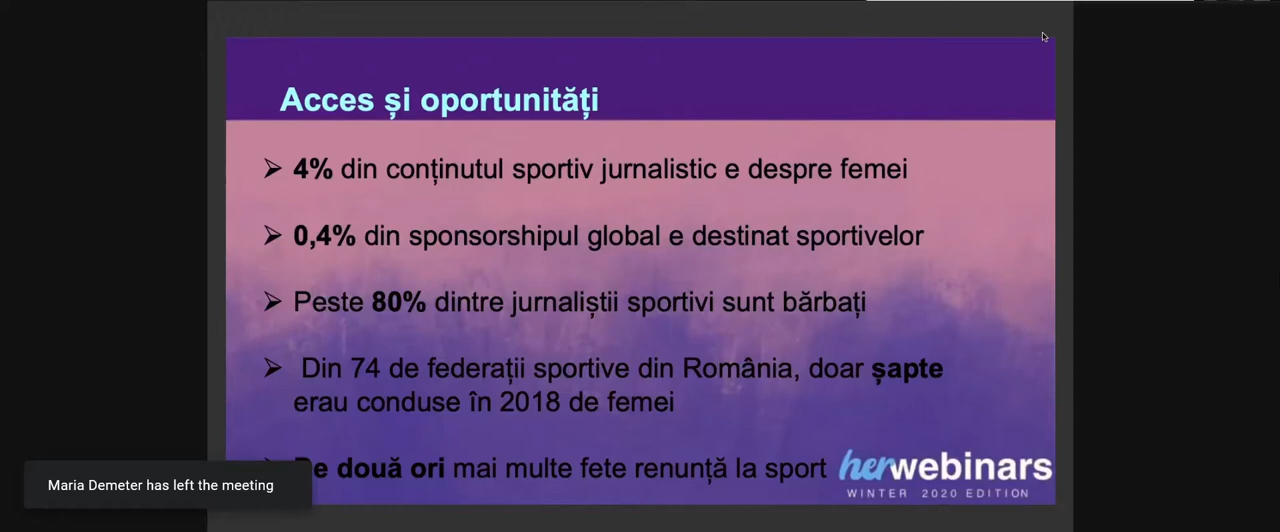 Acces și oportunități
4% din conținutul sportiv jurnalistic e despre femei
0,4% din sponsorshipul global e destinat sportivelor
Peste 80% dintre jurnaliștii sportivi sunt bărbați
Din 74 de federații sportive din România, doar șapte
erau conduse în 2018 de femei
două ori mai multe fete renunță la sport
herwebinars
WINTER 2020 EDITION
Maria Demeter has left the meeting